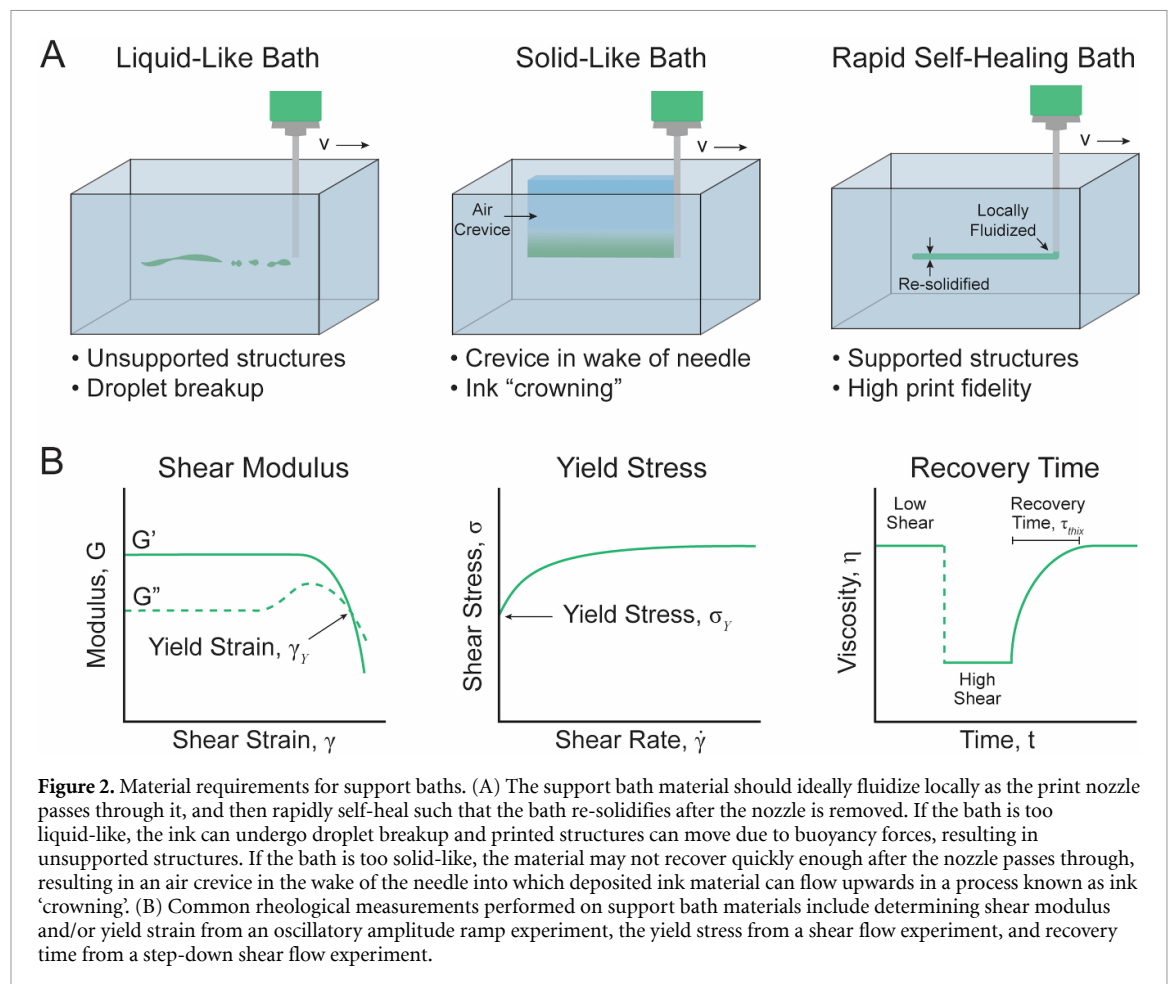 A
Liquid-Like Bath
v
• Unsupported structures
• Droplet breakup
Solid-Like Bath
v
Air
Crevice
• Crevice in wake of needle
• Ink “crowning”
Rapid Self-Healing Bath
v
Locally
Fluidized
Re-solidified
• Supported structures
• High print fidelity
B
Shear Modulus
Modulus, G
G’
G”
Yield Strain, γY
Shear Strain, γ
Yield Stress
Shear Stress, σ
Yield Stress, σY
Shear Rate, γ̇
Recovery Time
Viscosity, η
Low
Shear
Recovery
Time, τthix
High
Shear
Time, t
Figure 2. Material requirements for support baths. (A) The support bath material should ideally fluidize locally as the print nozzle
passes through it, and then rapidly self-heal such that the bath re-solidifies after the nozzle is removed. If the bath is too
liquid-like, the ink can undergo droplet breakup and printed structures can move due to buoyancy forces, resulting in
unsupported structures. If the bath is too solid-like, the material may not recover quickly enough after the nozzle passes through,
resulting in an air crevice in the wake of the needle into which deposited ink material can flow upwards in a process known as ink
‘crowning’. (B) Common rheological measurements performed on support bath materials include determining shear modulus
and/or yield strain from an oscillatory amplitude ramp experiment, the yield stress from a shear flow experiment, and recovery
time from a step-down shear flow experiment.